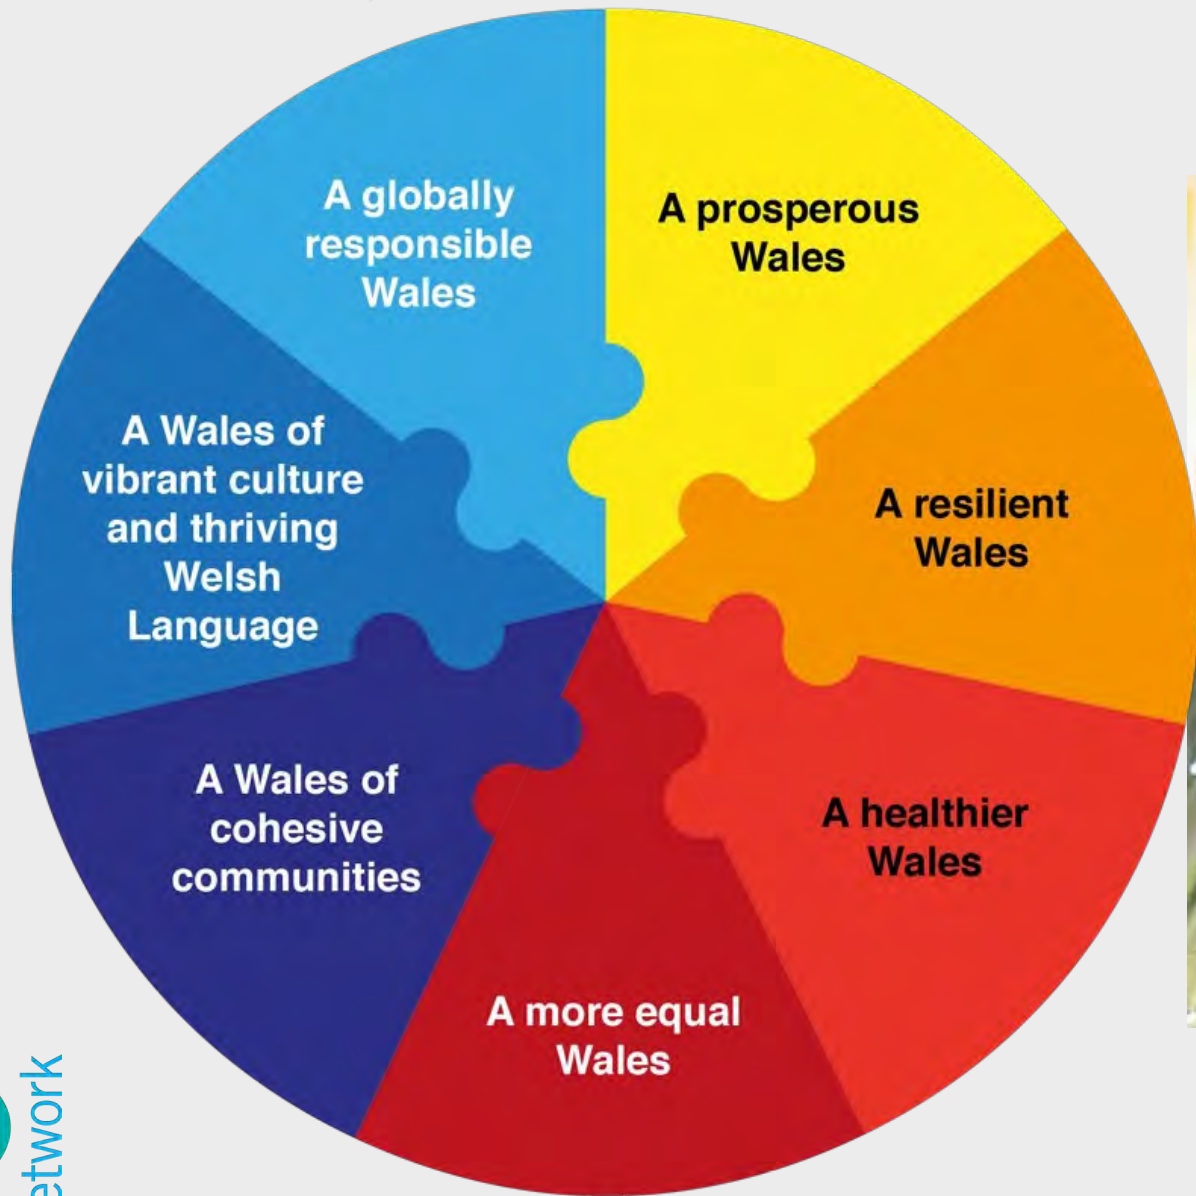 A globally
responsible
Wales
A prosperous
Wales
A Wales of
vibrant culture
and thriving
Welsh
Language
A resilient
Wales
A Wales of
cohesive
communities
A healthier
Wales
A more equal
Wales